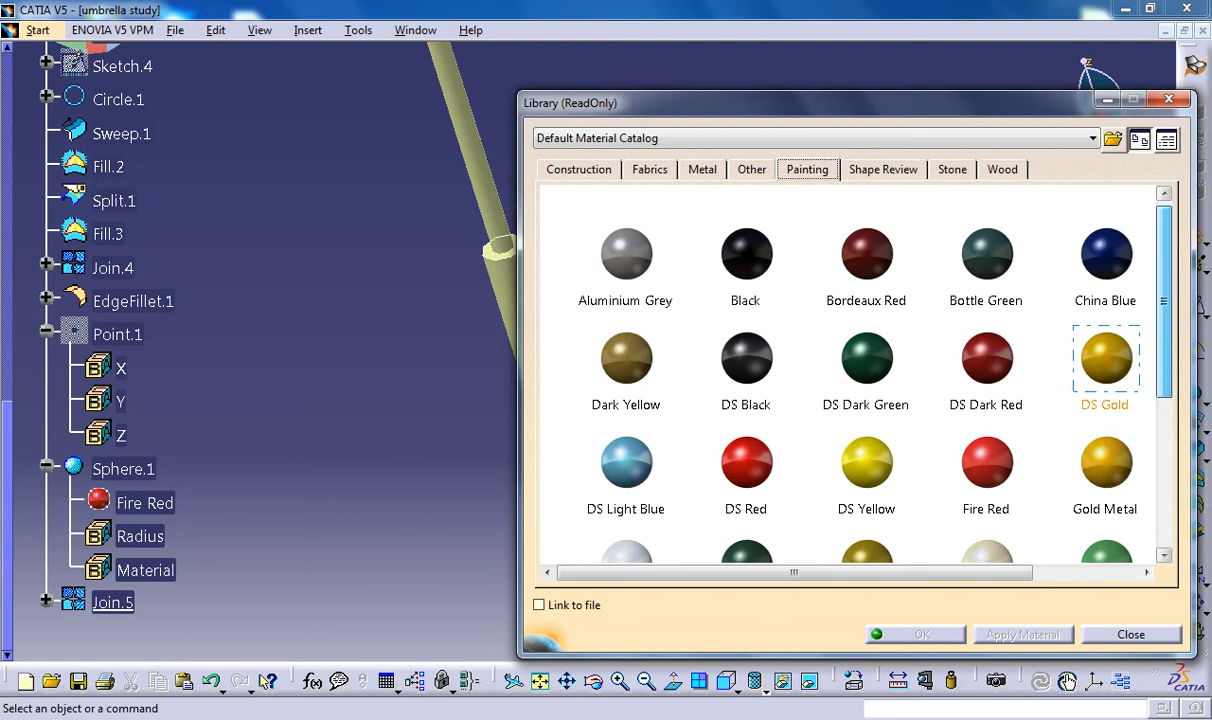 CATIA V5 - [umbrella study]
Start ENOVIA V5 VPM File Edit View Insert Tools Window Help
Sketch.4
Circle.1
Sweep.1
Fill.2
Split.1
Fill.3
Join.4
EdgeFillet.1
Point.1
X
Y
Z
Sphere.1
Fire Red
Radius
Material
Join.5
z
Library (ReadOnly)
Default Material Catalog
Construction Fabrics Metal Other Painting Shape Review Stone Wood
Aluminium Grey Black Bordeaux Red Bottle Green China Blue
Dark Yellow DS Black DS Dark Green DS Dark Red DS Gold
DS Light Blue DS Red DS Yellow Fire Red Gold Metal
Link to file
OK Apply Material Close
f(x)
CATIA
Select an object or a command